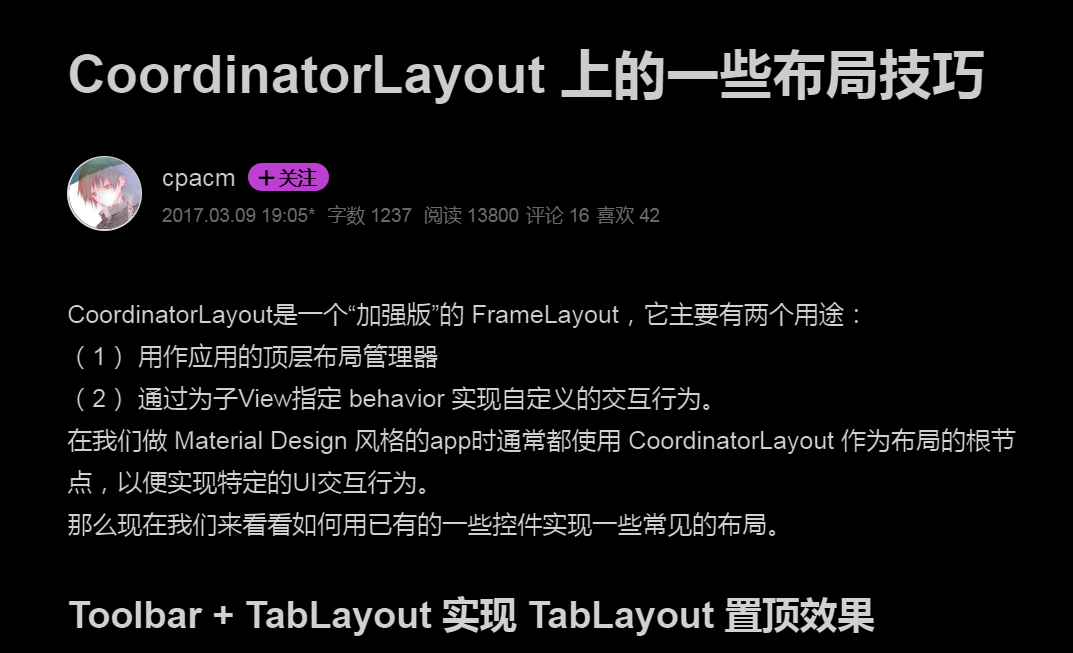 CoordinatorLayout 上的一些布局技巧
cpacm +关注
2017.03.09 19:05* 字数 1237 阅读 13800 评论 16 喜欢 42
CoordinatorLayout是一个“加强版”的 FrameLayout，它主要有两个用途：
（1） 用作应用的顶层布局管理器
（2） 通过为子View指定 behavior 实现自定义的交互行为。
在我们做 Material Design 风格的app时通常都使用 CoordinatorLayout 作为布局的根节
点，以便实现特定的UI交互行为。
那么现在我们来看看如何用已有的一些控件实现一些常见的布局。
Toolbar + TabLayout 实现 TabLayout 置顶效果